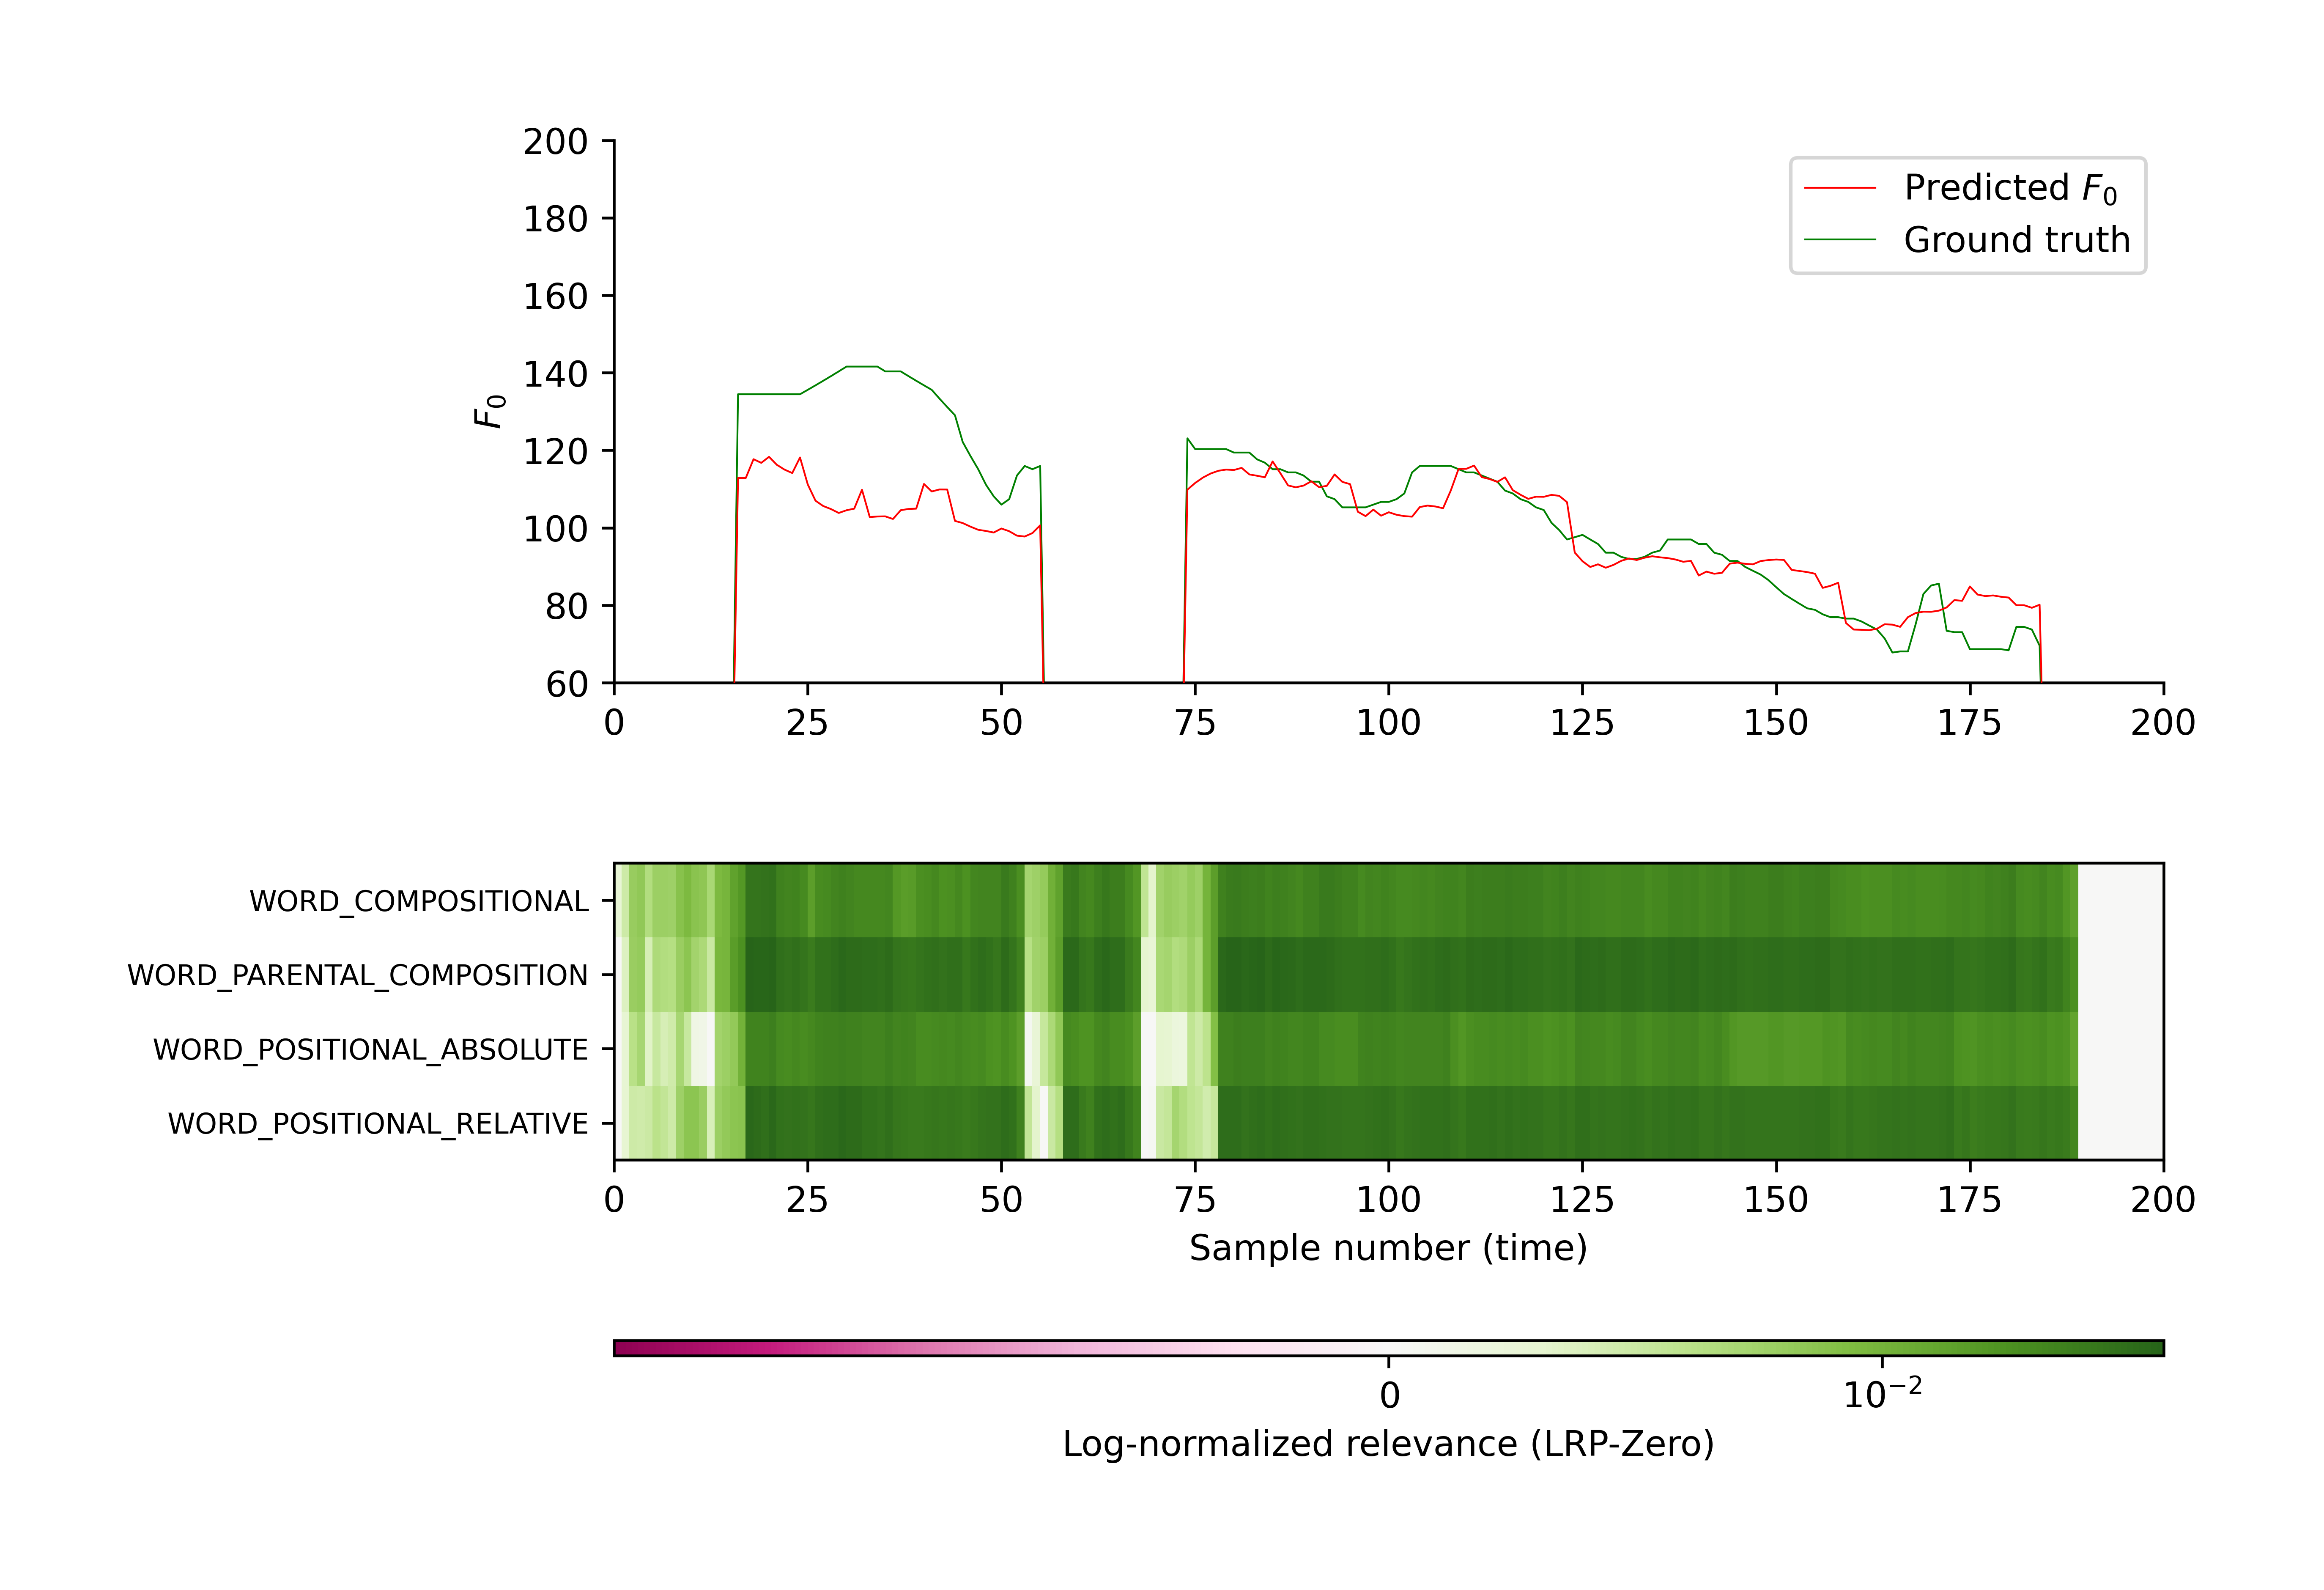 200
180
160
140
120
100
80
60
F₀
Predicted F₀
Ground truth
0 25 50 75 100 125 150 175 200
WORD_COMPOSITIONAL
WORD_PARENTAL_COMPOSITION
WORD_POSITIONAL_ABSOLUTE
WORD_POSITIONAL_RELATIVE
0 25 50 75 100 125 150 175 200
Sample number (time)
0 10⁻²
Log-normalized relevance (LRP-Zero)